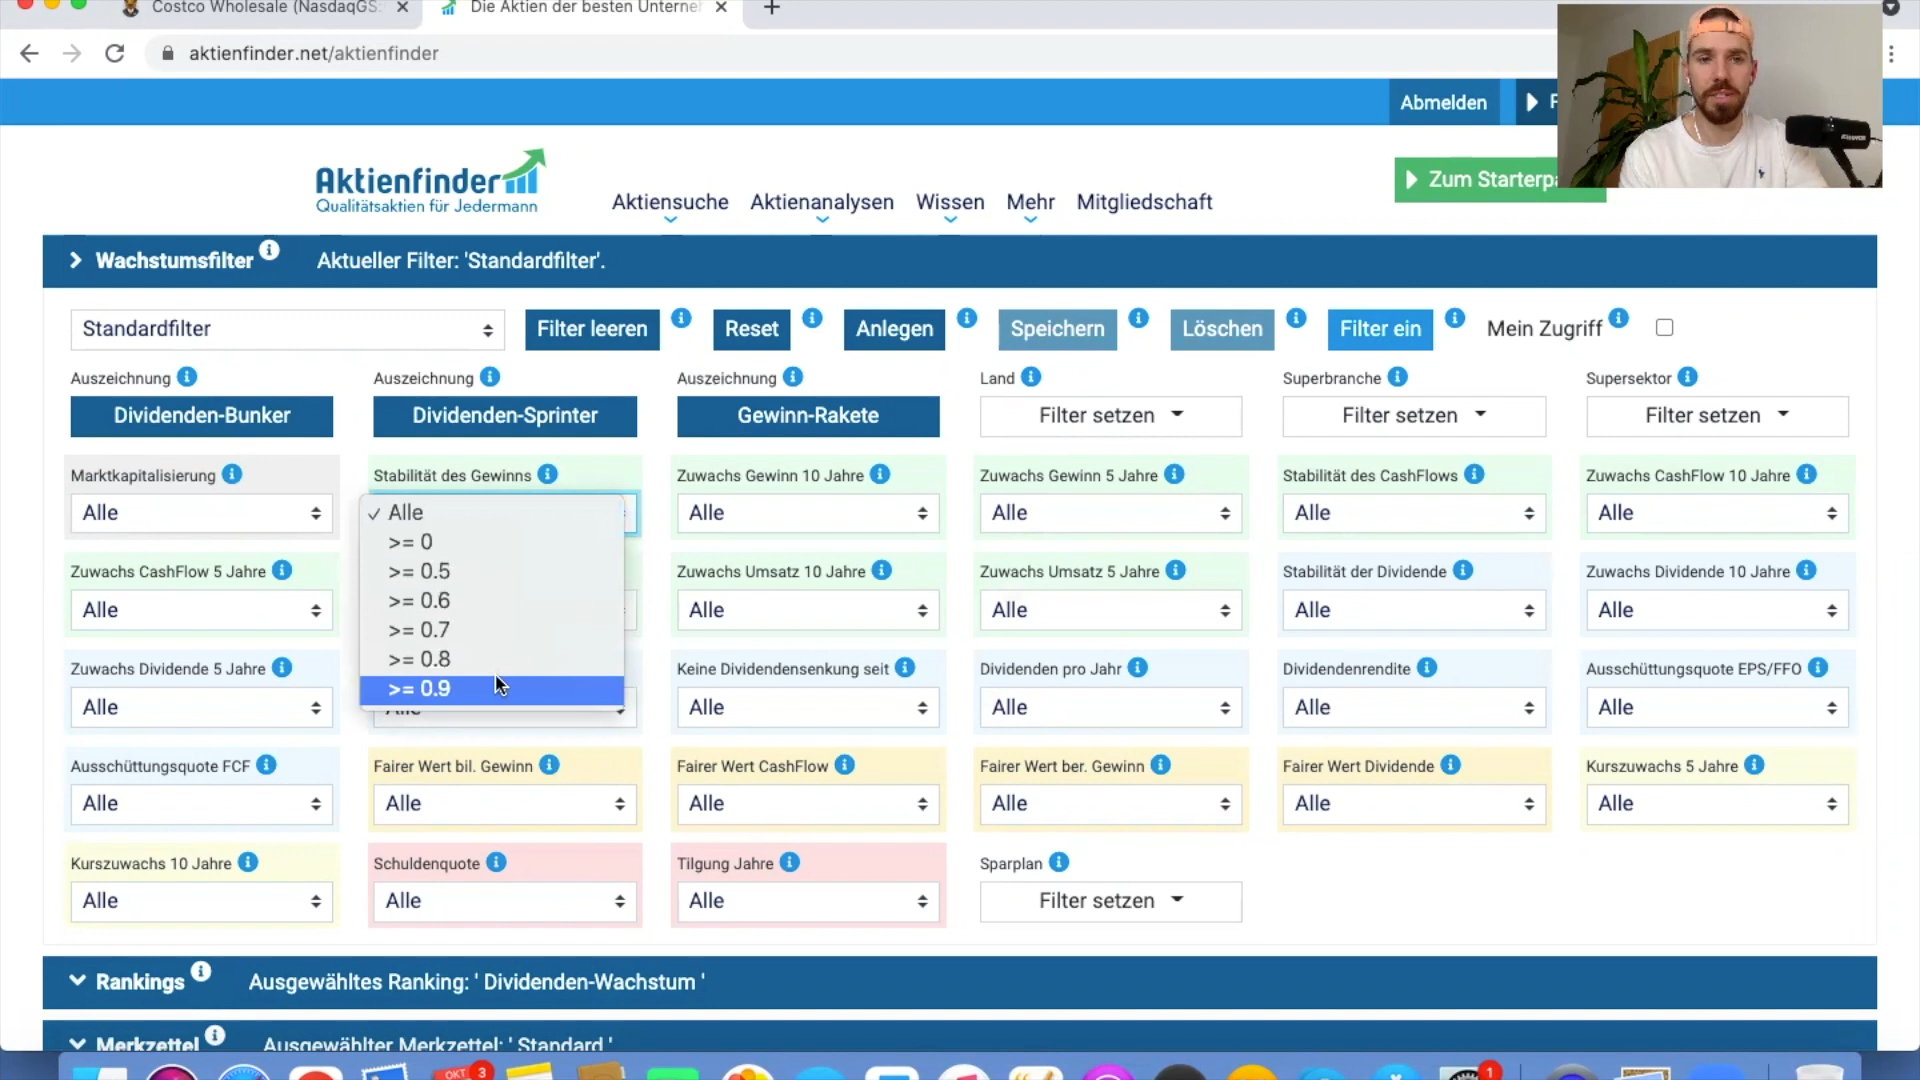 Costco Wholesale (NasdaqGS:
Die Aktien der besten Unterne
aktienfinder.net/aktienfinder
Abmelden
F
Aktienfinder
Qualitätsaktien für Jedermann
Aktiensuche
Aktienanalysen
Wissen
Mehr
Mitgliedschaft
Zum Starterpa
Wachstumsfilter
Aktueller Filter: 'Standardfilter'.
Standardfilter
Filter leeren
Reset
Anlegen
Speichern
Löschen
Filter ein
Mein Zugriff
Auszeichnung
Auszeichnung
Auszeichnung
Land
Superbranche
Supersektor
Dividenden-Bunker
Dividenden-Sprinter
Gewinn-Rakete
Filter setzen
Filter setzen
Filter setzen
Marktkapitalisierung
Stabilität des Gewinns
Zuwachs Gewinn 10 Jahre
Zuwachs Gewinn 5 Jahre
Stabilität des CashFlows
Zuwachs CashFlow 10 Jahre
Alle
✓ Alle
>= 0
>= 0.5
>= 0.6
>= 0.7
>= 0.8
>= 0.9
Alle
Alle
Alle
Alle
Zuwachs CashFlow 5 Jahre
Zuwachs Umsatz 10 Jahre
Zuwachs Umsatz 5 Jahre
Stabilität der Dividende
Zuwachs Dividende 10 Jahre
Alle
Alle
Alle
Alle
Alle
Zuwachs Dividende 5 Jahre
Keine Dividendensenkung seit
Dividenden pro Jahr
Dividendenrendite
Ausschüttungsquote EPS/FFO
Alle
Alle
Alle
Alle
Alle
Alle
Ausschüttungsquote FCF
Fairer Wert bil. Gewinn
Fairer Wert CashFlow
Fairer Wert ber. Gewinn
Fairer Wert Dividende
Kurszuwachs 5 Jahre
Alle
Alle
Alle
Alle
Alle
Alle
Kurszuwachs 10 Jahre
Schuldenquote
Tilgung Jahre
Sparplan
Alle
Alle
Alle
Filter setzen
Rankings
Ausgewähltes Ranking: ' Dividenden-Wachstum '
Merkzettel
Ausgewählter Merkzettel: ' Standard '
OKT
3
1